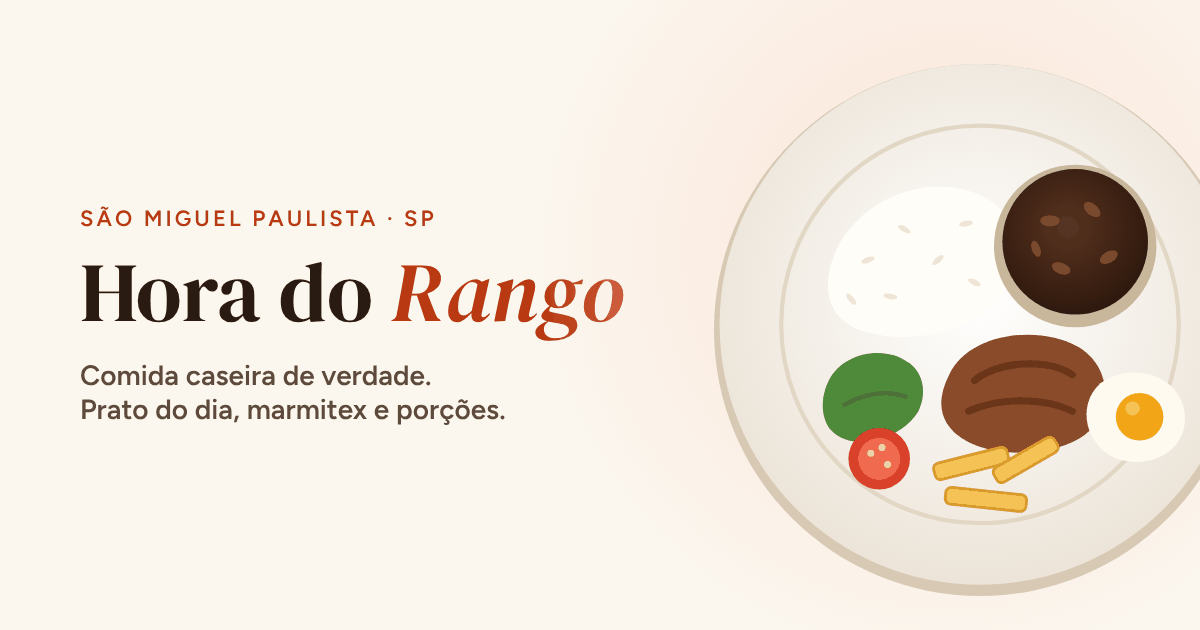 SÃO MIGUEL PAULISTA · SP
Hora do Rango
Comida caseira de verdade.
Prato do dia, marmitex e porções.